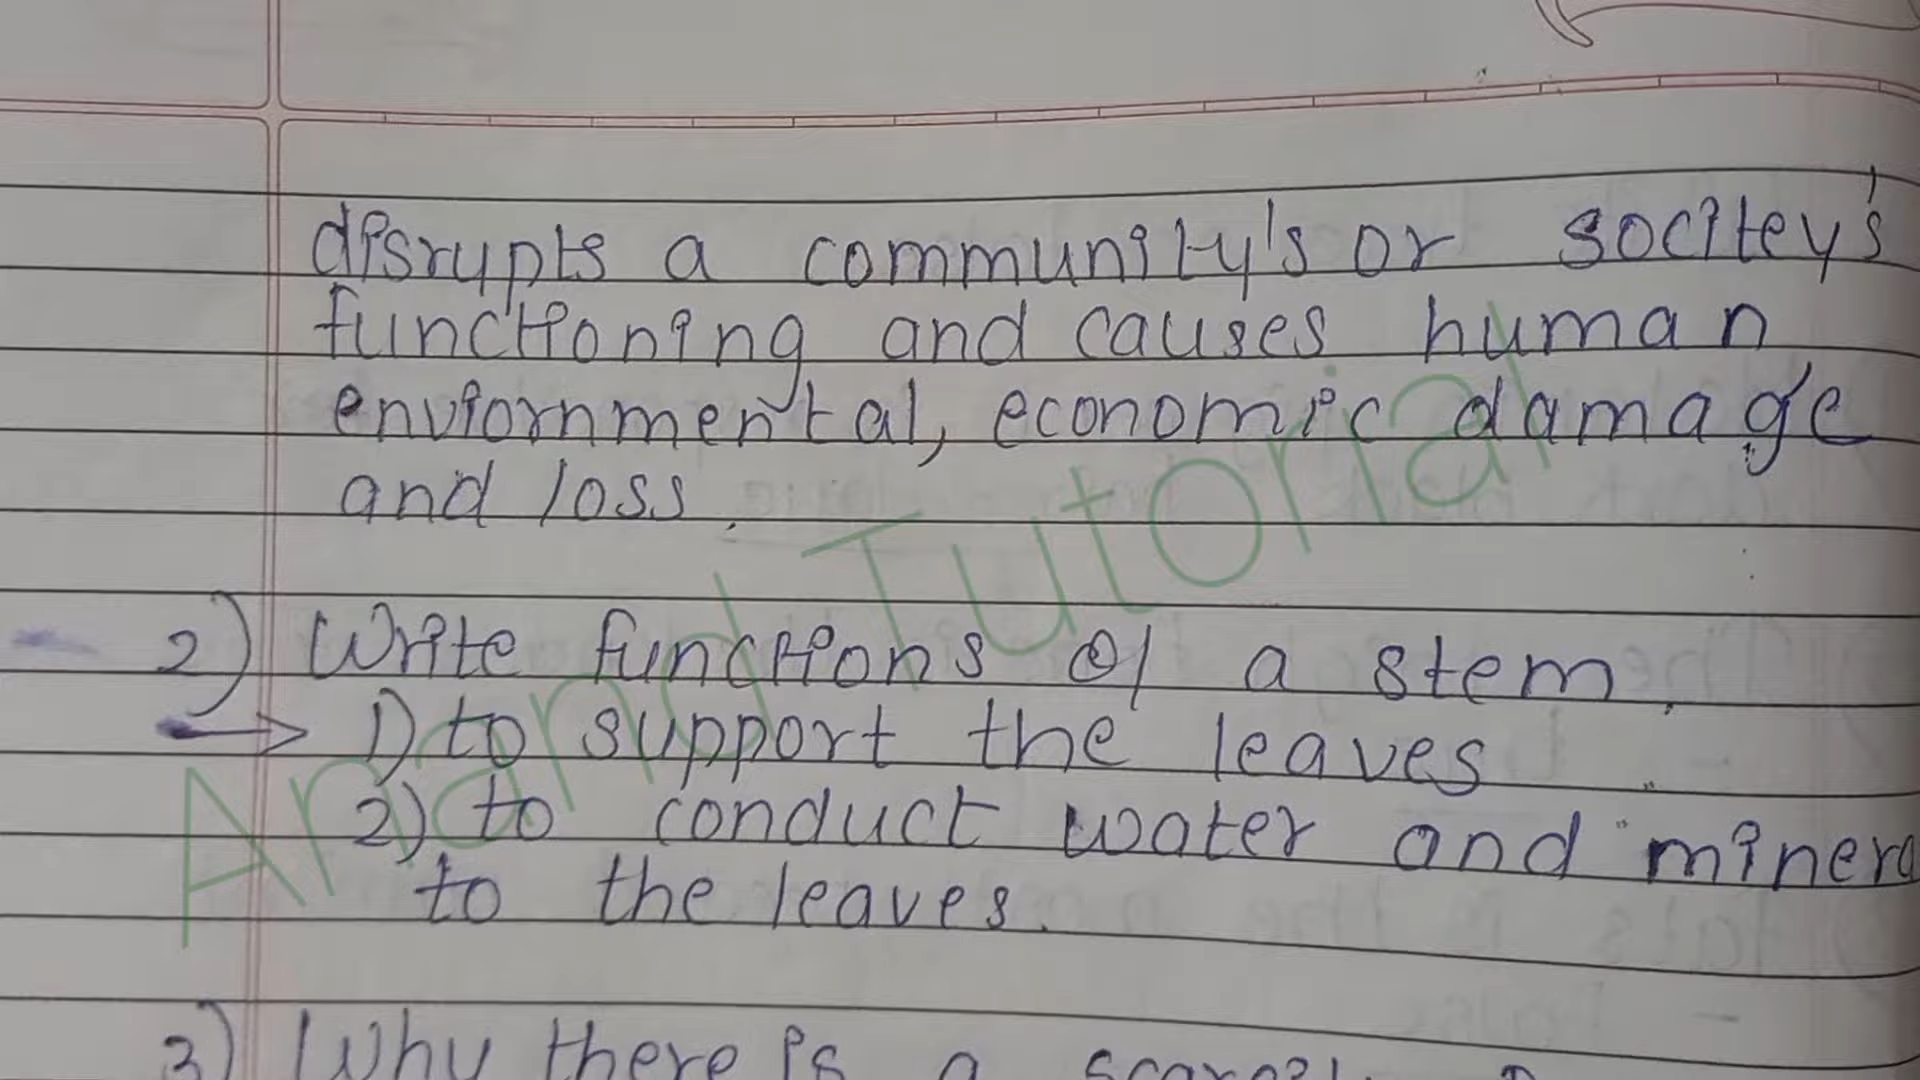 disrupts a community's or socitey's
functioning and causes human
enviornmental, economic damage
and loss.
2) Write functions of a stem.
→ 1) to support the leaves
2) to conduct water and minera
to the leaves.
3) Why there is a
Anand Tutorial